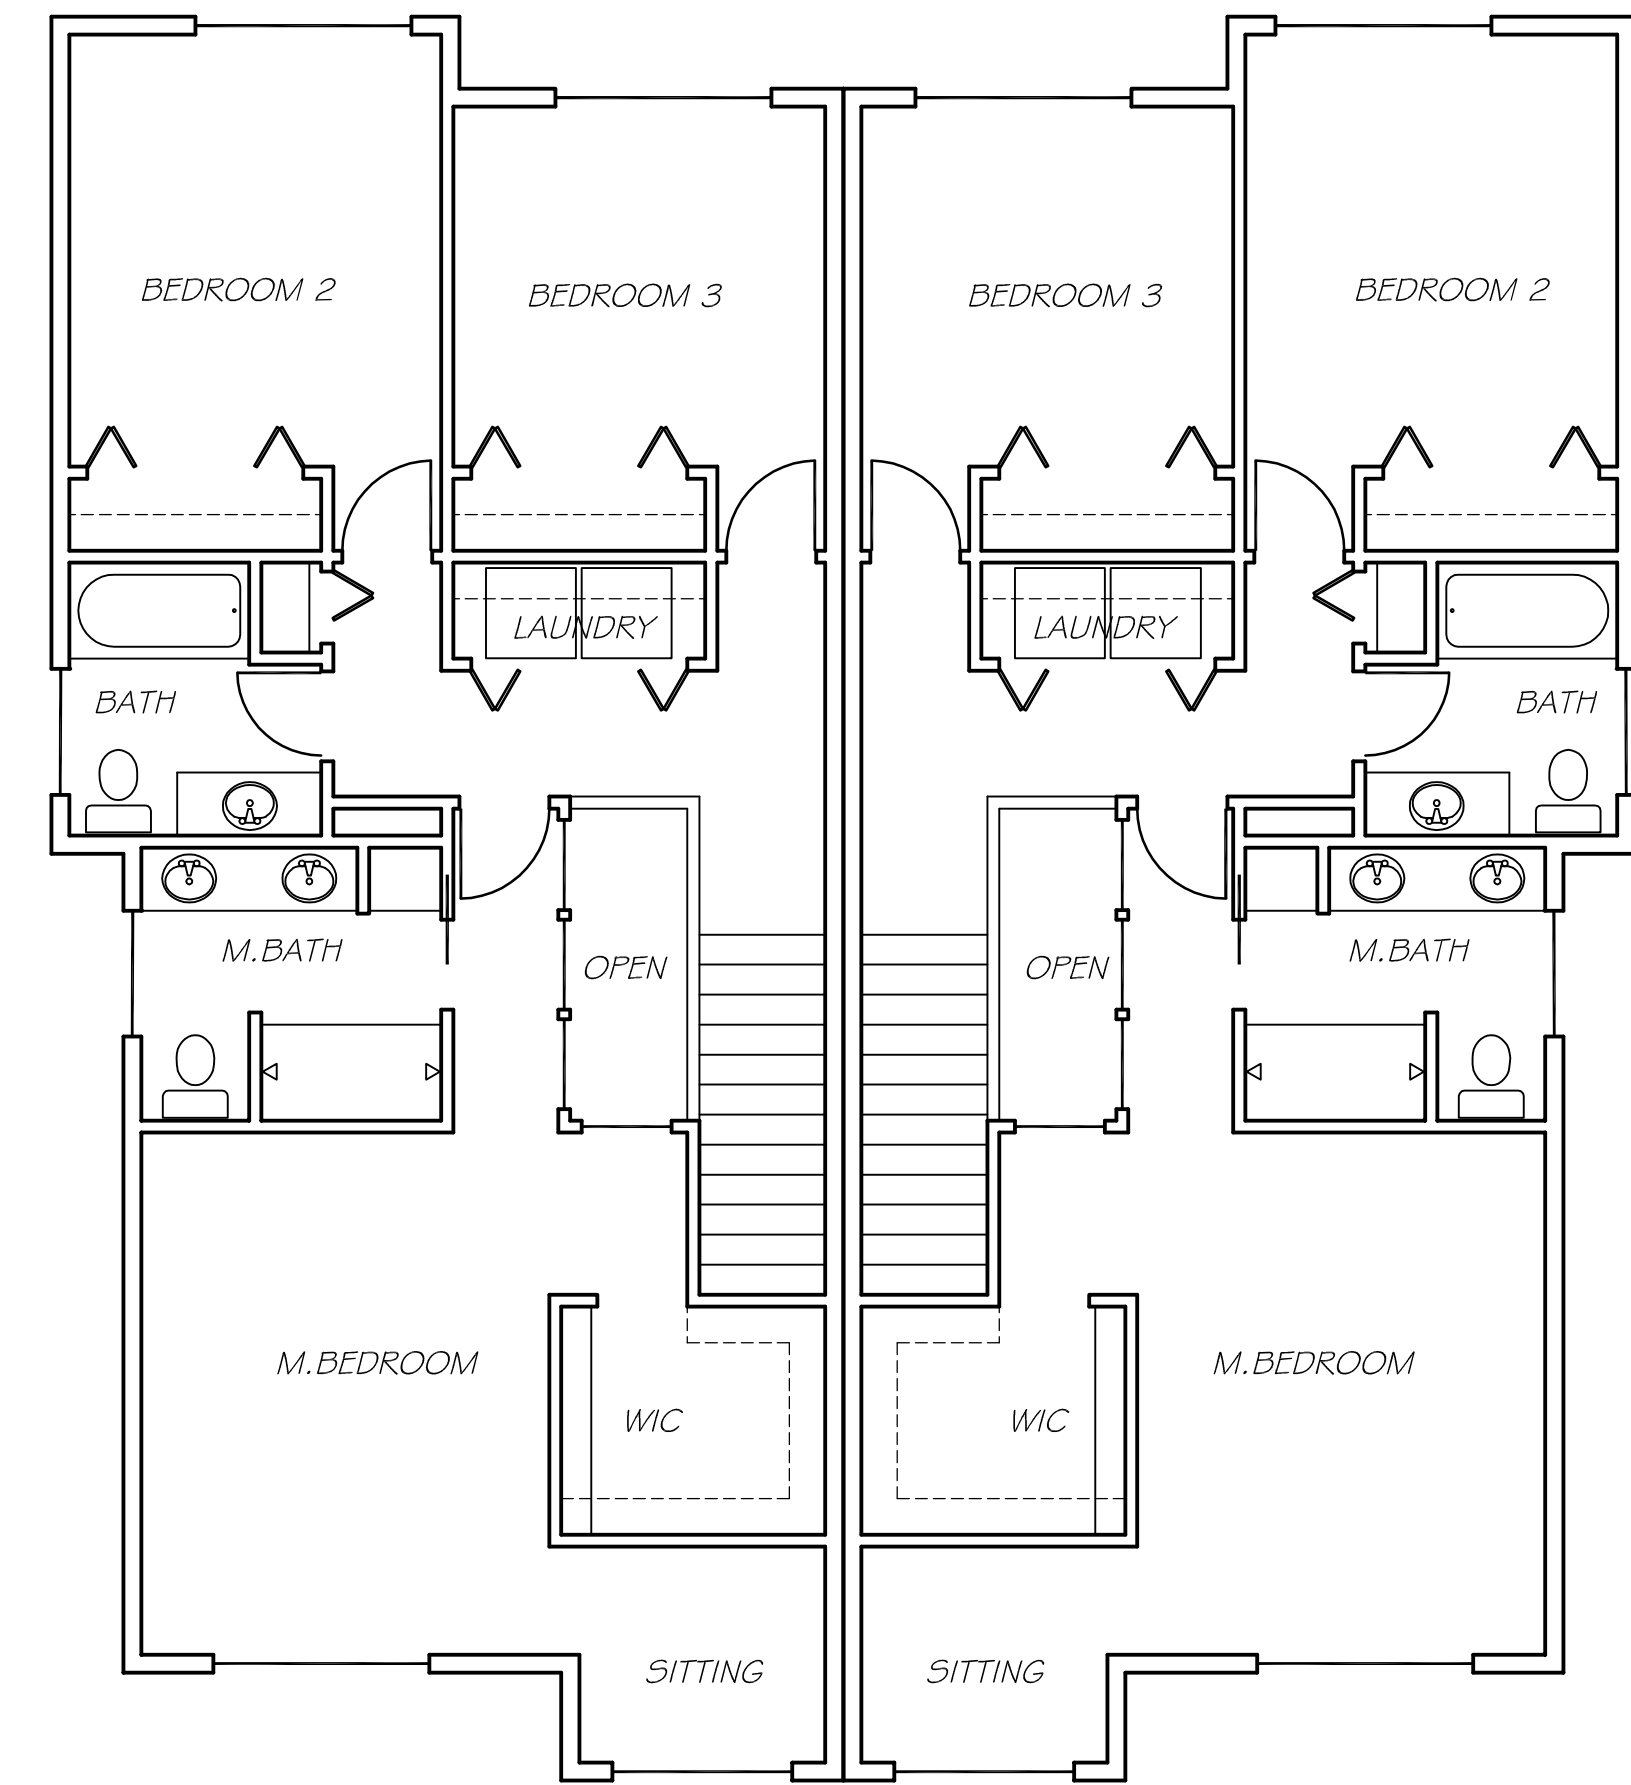 BEDROOM 2
BEDROOM 3
BEDROOM 3
BEDROOM 2
LAUNDRY
LAUNDRY
BATH
BATH
M.BATH
OPEN
OPEN
M.BATH
M.BEDROOM
M.BEDROOM
WIC
WIC
SITTING
SITTING